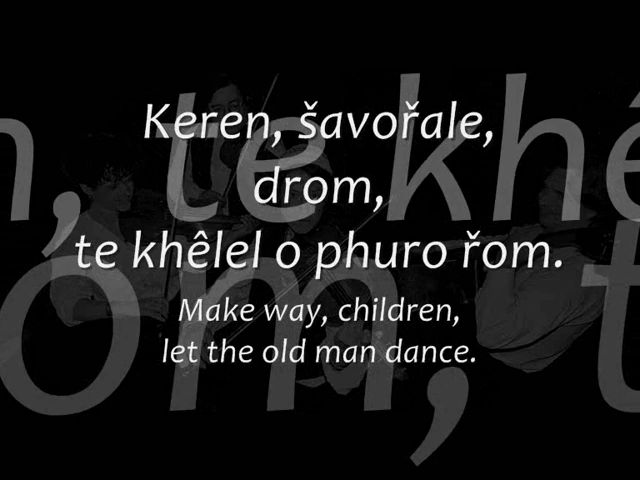 Keren, šavořale,
drom,
te khêlel o phuro řom.
Make way, children,
let the old man dance.